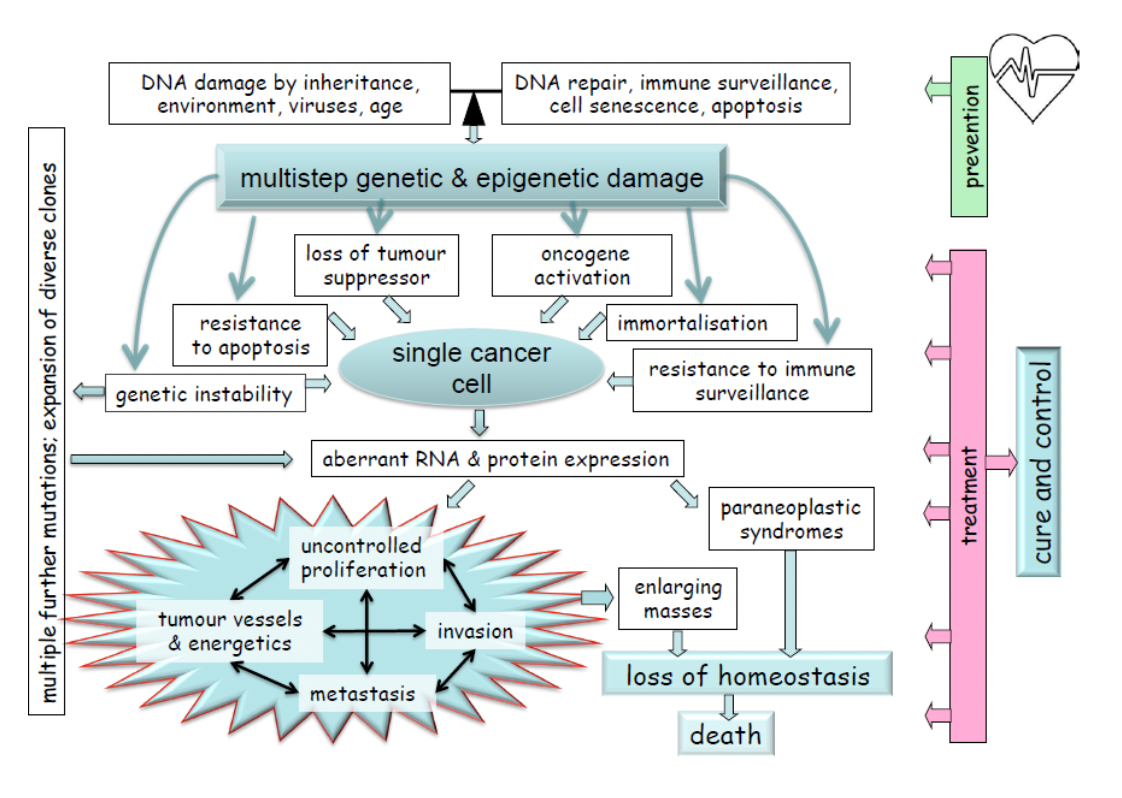 DNA damage by inheritance,
environment, viruses, age
DNA repair, immune surveillance,
cell senescence, apoptosis
prevention
multistep genetic & epigenetic damage
loss of tumour
suppressor
oncogene
activation
resistance
to apoptosis
immortalisation
single cancer
cell
genetic instability
resistance to immune
surveillance
multiple further mutations; expansion of diverse clones
aberrant RNA & protein expression
paraneoplastic
syndromes
uncontrolled
proliferation
tumour vessels
& energetics
invasion
metastasis
enlarging
masses
loss of homeostasis
death
treatment
cure and control